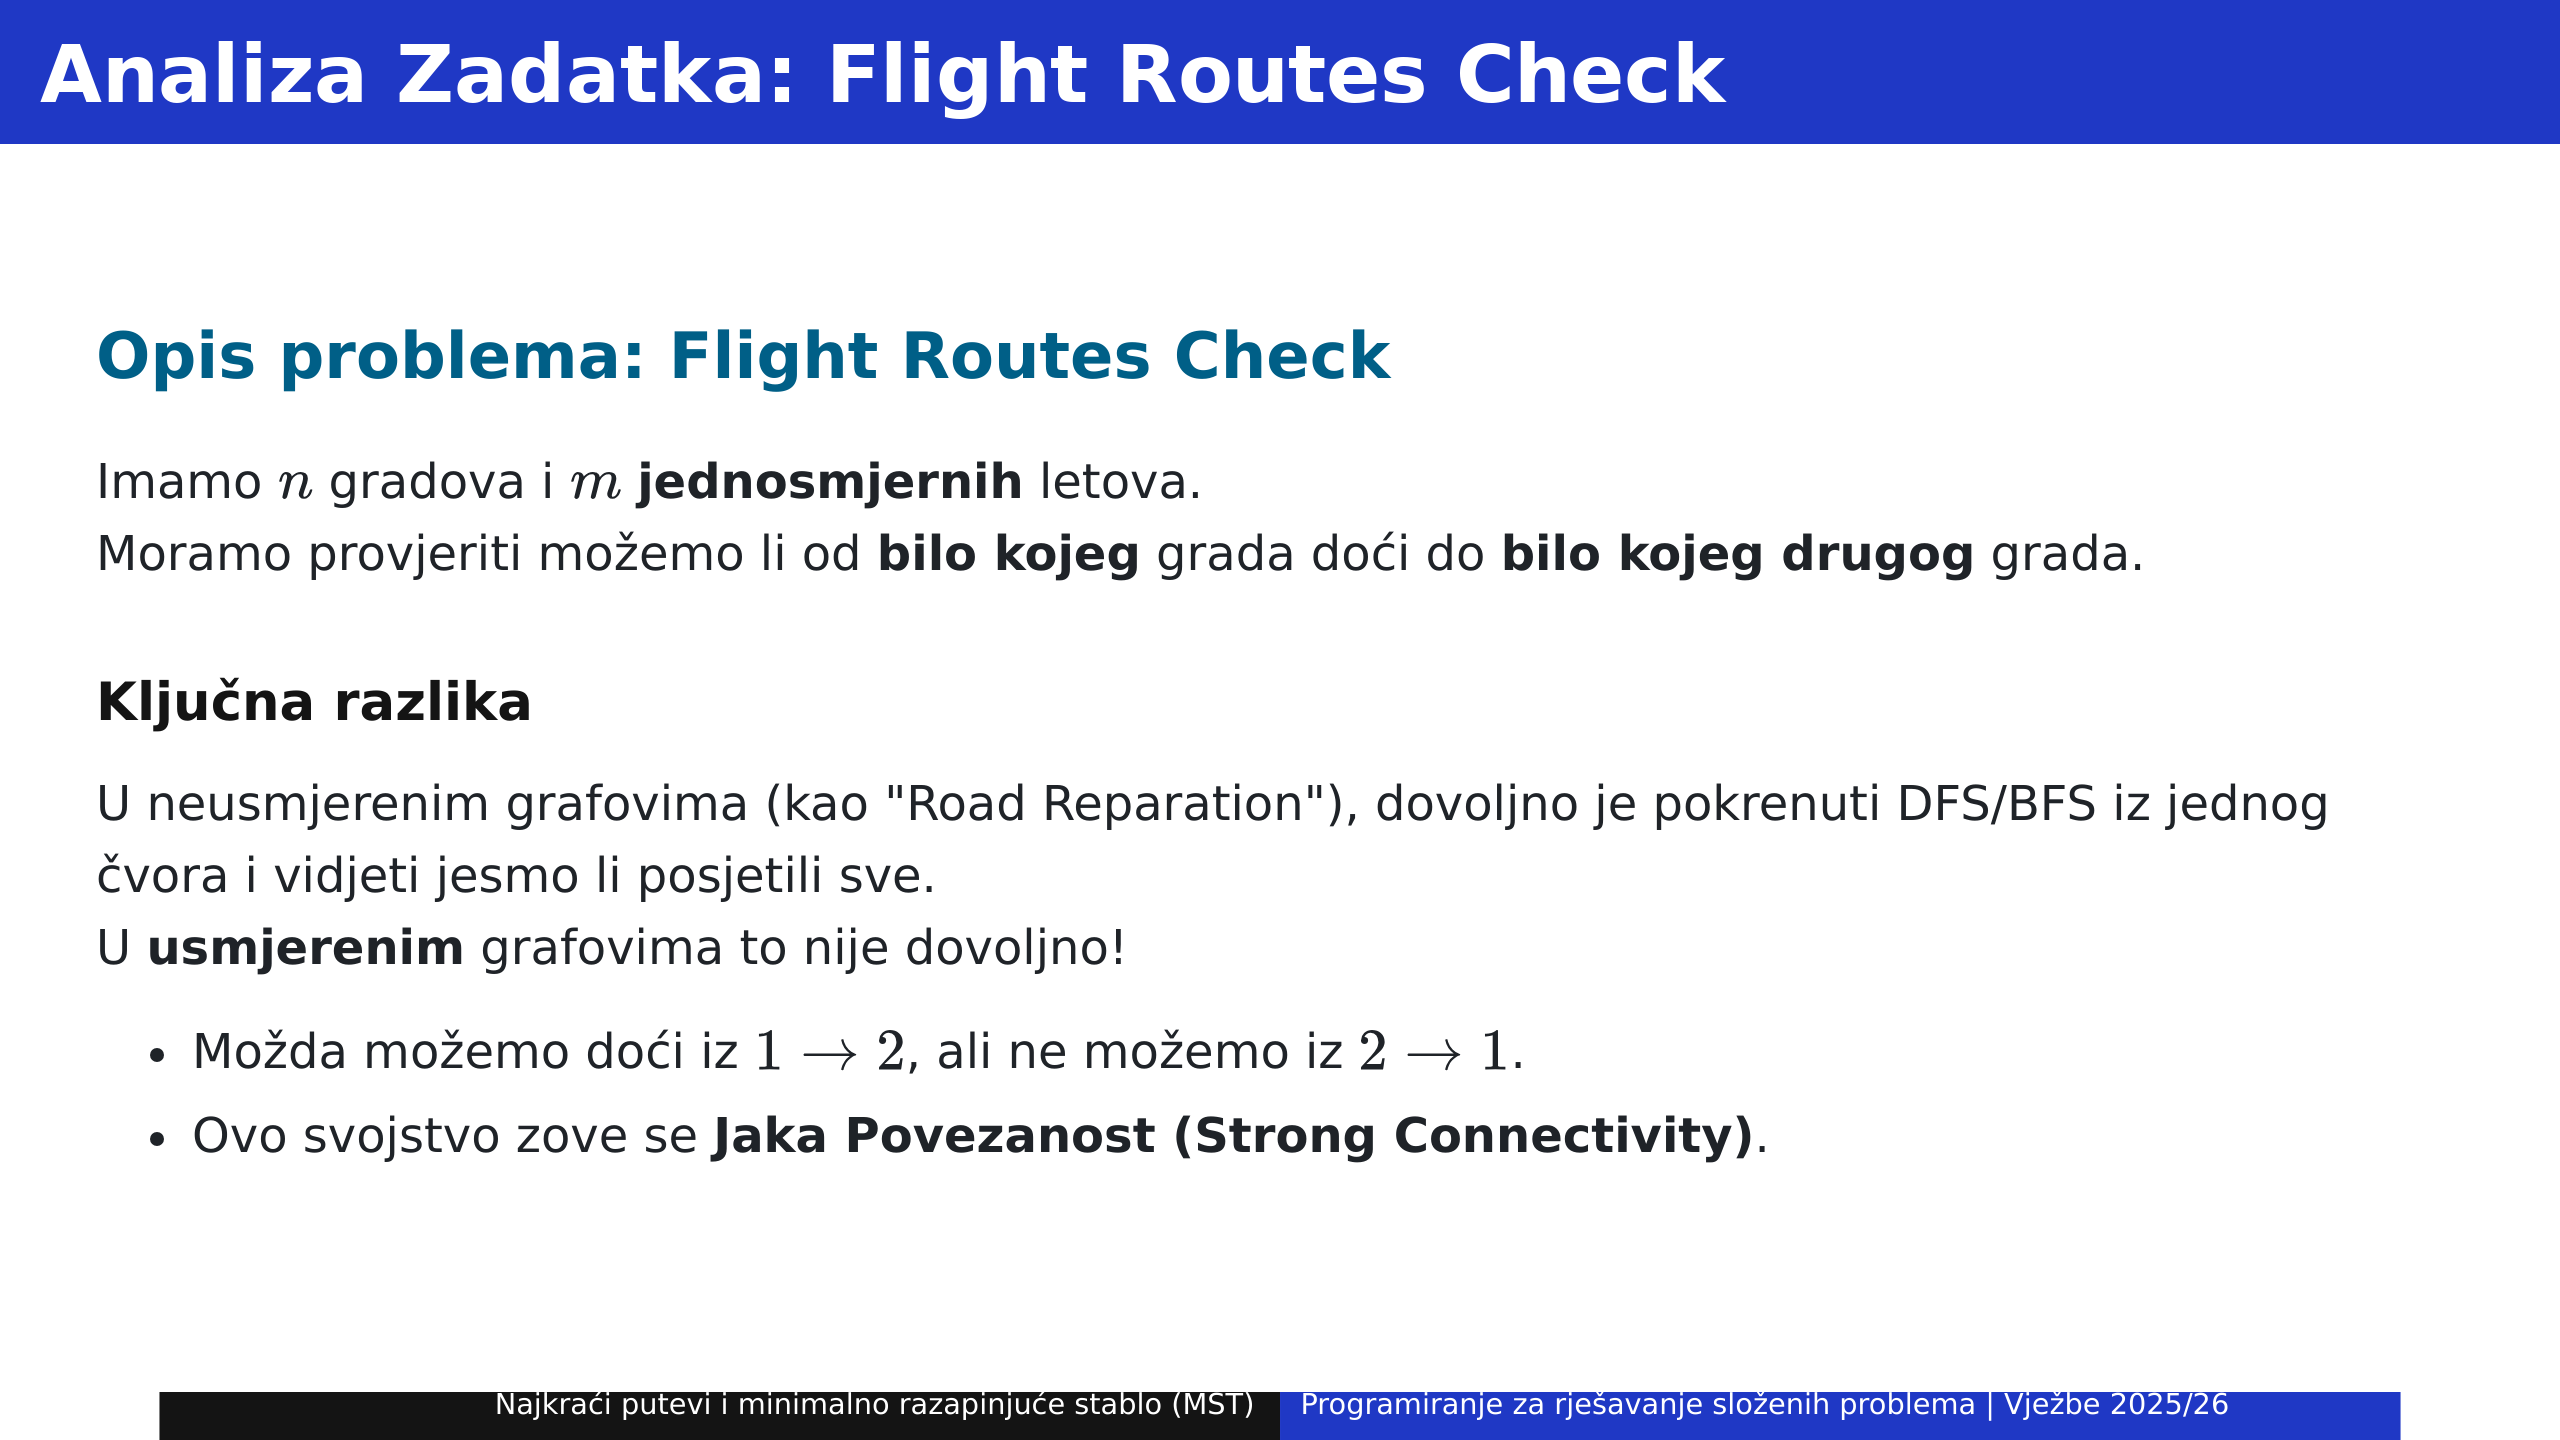 Analiza Zadatka: Flight Routes Check
Opis problema: Flight Routes Check
Imamo n gradova i m jednosmjernih letova.
Moramo provjeriti možemo li od bilo kojeg grada doći do bilo kojeg drugog grada.
Ključna razlika
U neusmjerenim grafovima (kao "Road Reparation"), dovoljno je pokrenuti DFS/BFS iz jednog
čvora i vidjeti jesmo li posjetili sve.
U usmjerenim grafovima to nije dovoljno!
• Možda možemo doći iz 1 → 2, ali ne možemo iz 2 → 1.
• Ovo svojstvo zove se Jaka Povezanost (Strong Connectivity).
Najkraći putevi i minimalno razapinjuće stablo (MST)
Programiranje za rješavanje složenih problema | Vježbe 2025/26